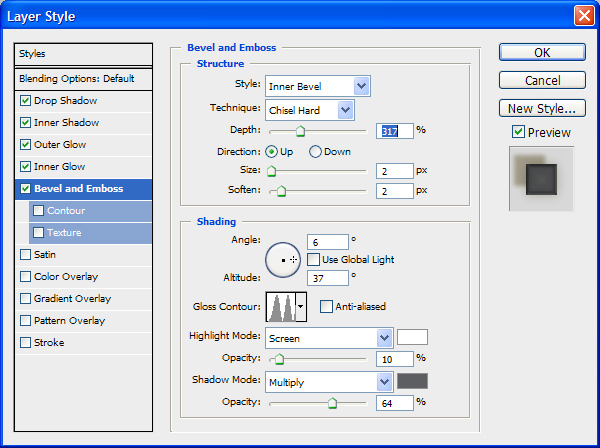 Layer Style
Styles
Blending Options: Default
Drop Shadow
Inner Shadow
Outer Glow
Inner Glow
Bevel and Emboss
Contour
Texture
Satin
Color Overlay
Gradient Overlay
Pattern Overlay
Stroke
Bevel and Emboss
Structure
Style: Inner Bevel
Technique: Chisel Hard
Depth: 317 %
Direction: Up Down
Size: 2 px
Soften: 2 px
Shading
Angle: 6 °
Use Global Light
Altitude: 37 °
Gloss Contour: Anti-aliased
Highlight Mode: Screen
Opacity: 10 %
Shadow Mode: Multiply
Opacity: 64 %
OK
Cancel
New Style...
Preview